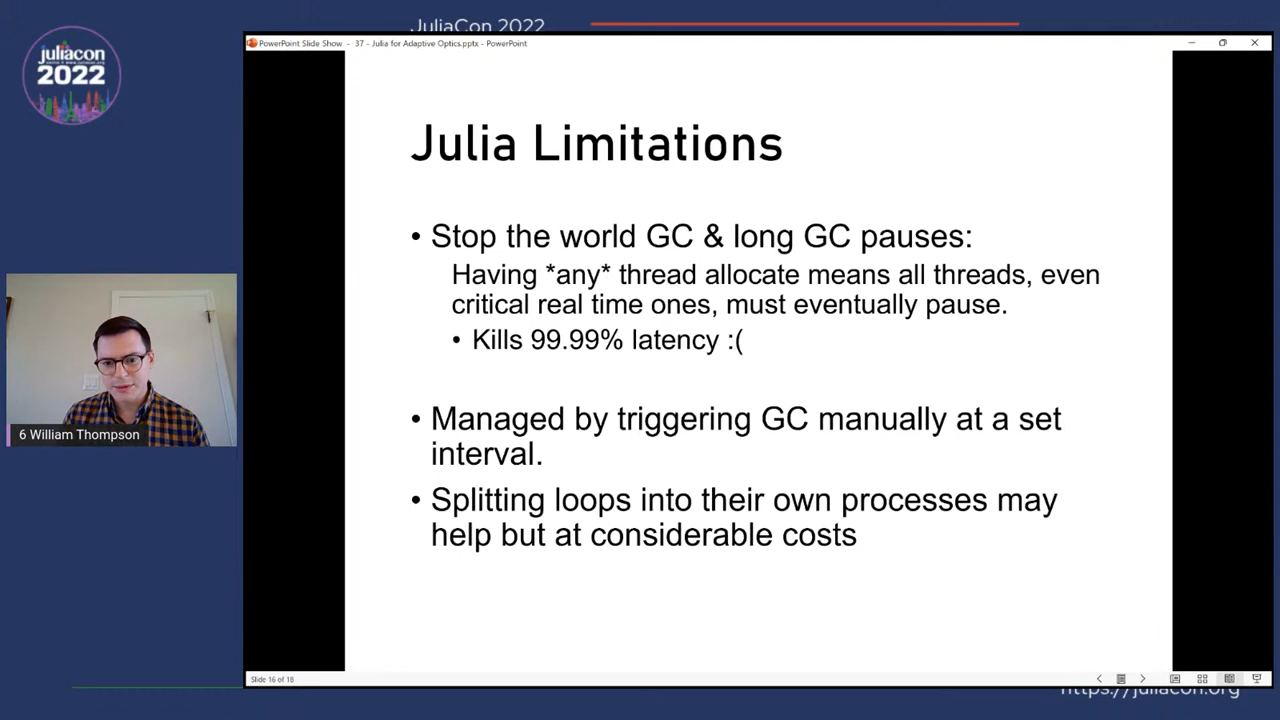 JuliaCon 2022
juliacon
2022
PowerPoint Slide Show - 37 - Julia for Adaptive Optics.pptx - PowerPoint
Julia Limitations
• Stop the world GC & long GC pauses:
Having *any* thread allocate means all threads, even
critical real time ones, must eventually pause.
• Kills 99.99% latency :(
• Managed by triggering GC manually at a set
interval.
• Splitting loops into their own processes may
help but at considerable costs
6 William Thompson
Slide 16 of 18
https://juliacon.org